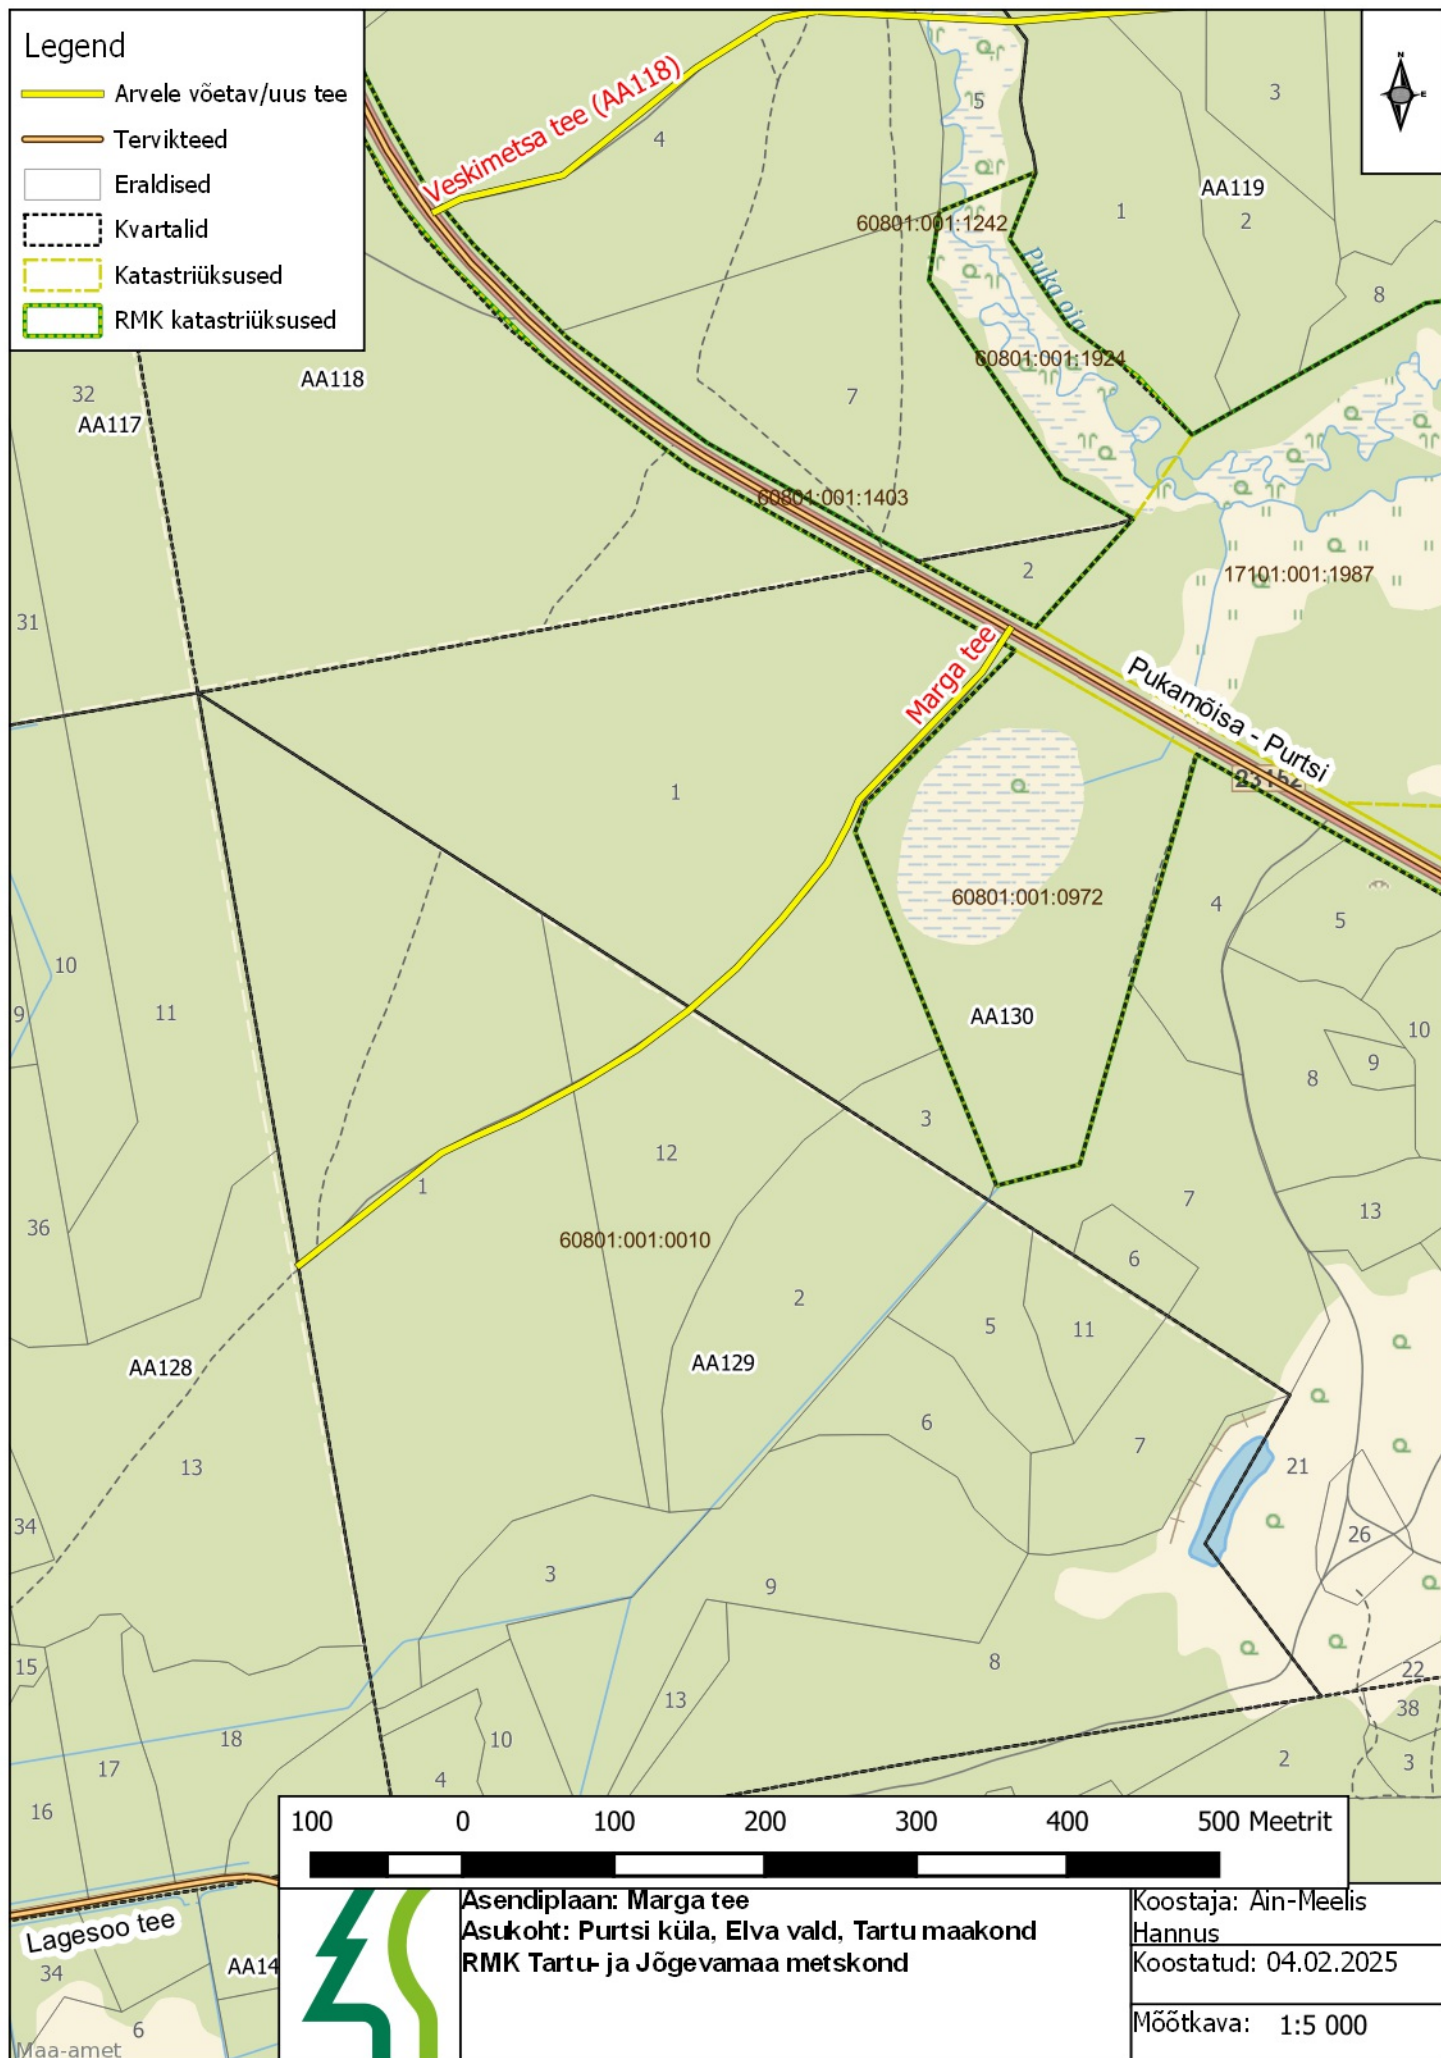 Legend
Arvele võetav/uus tee
Tervikteed
Eraldised
Kvartalid
Katastriüksused
RMK katastriüksused
N
E
Veskimetsa tee (AA118)
4
5
3
AA119
1
2
60801:001:1242
Puka oja
8
60801:001:1924
AA118
32
AA117
7
60801:001:1403
2
17101:001:1987
31
Marga tee
Pukamõisa - Purtsi
23152
1
60801:001:0972
4
5
10
9
11
AA130
10
9
8
3
12
1
7
13
36
60801:001:0010
6
2
5
11
AA128
AA129
6
7
13
21
34
26
3
9
15
8
22
13
38
18
10
17
4
2
3
16
100 0 100 200 300 400 500 Meetrit
Lagesoo tee
34
AA14
6
Maa-amet
Asendiplaan: Marga tee
Asukoht: Purtsi küla, Elva vald, Tartu maakond
RMK Tartu- ja Jõgevamaa metskond
Koostaja: Ain-Meelis
Hannus
Koostatud: 04.02.2025
Mõõtkava: 1:5 000